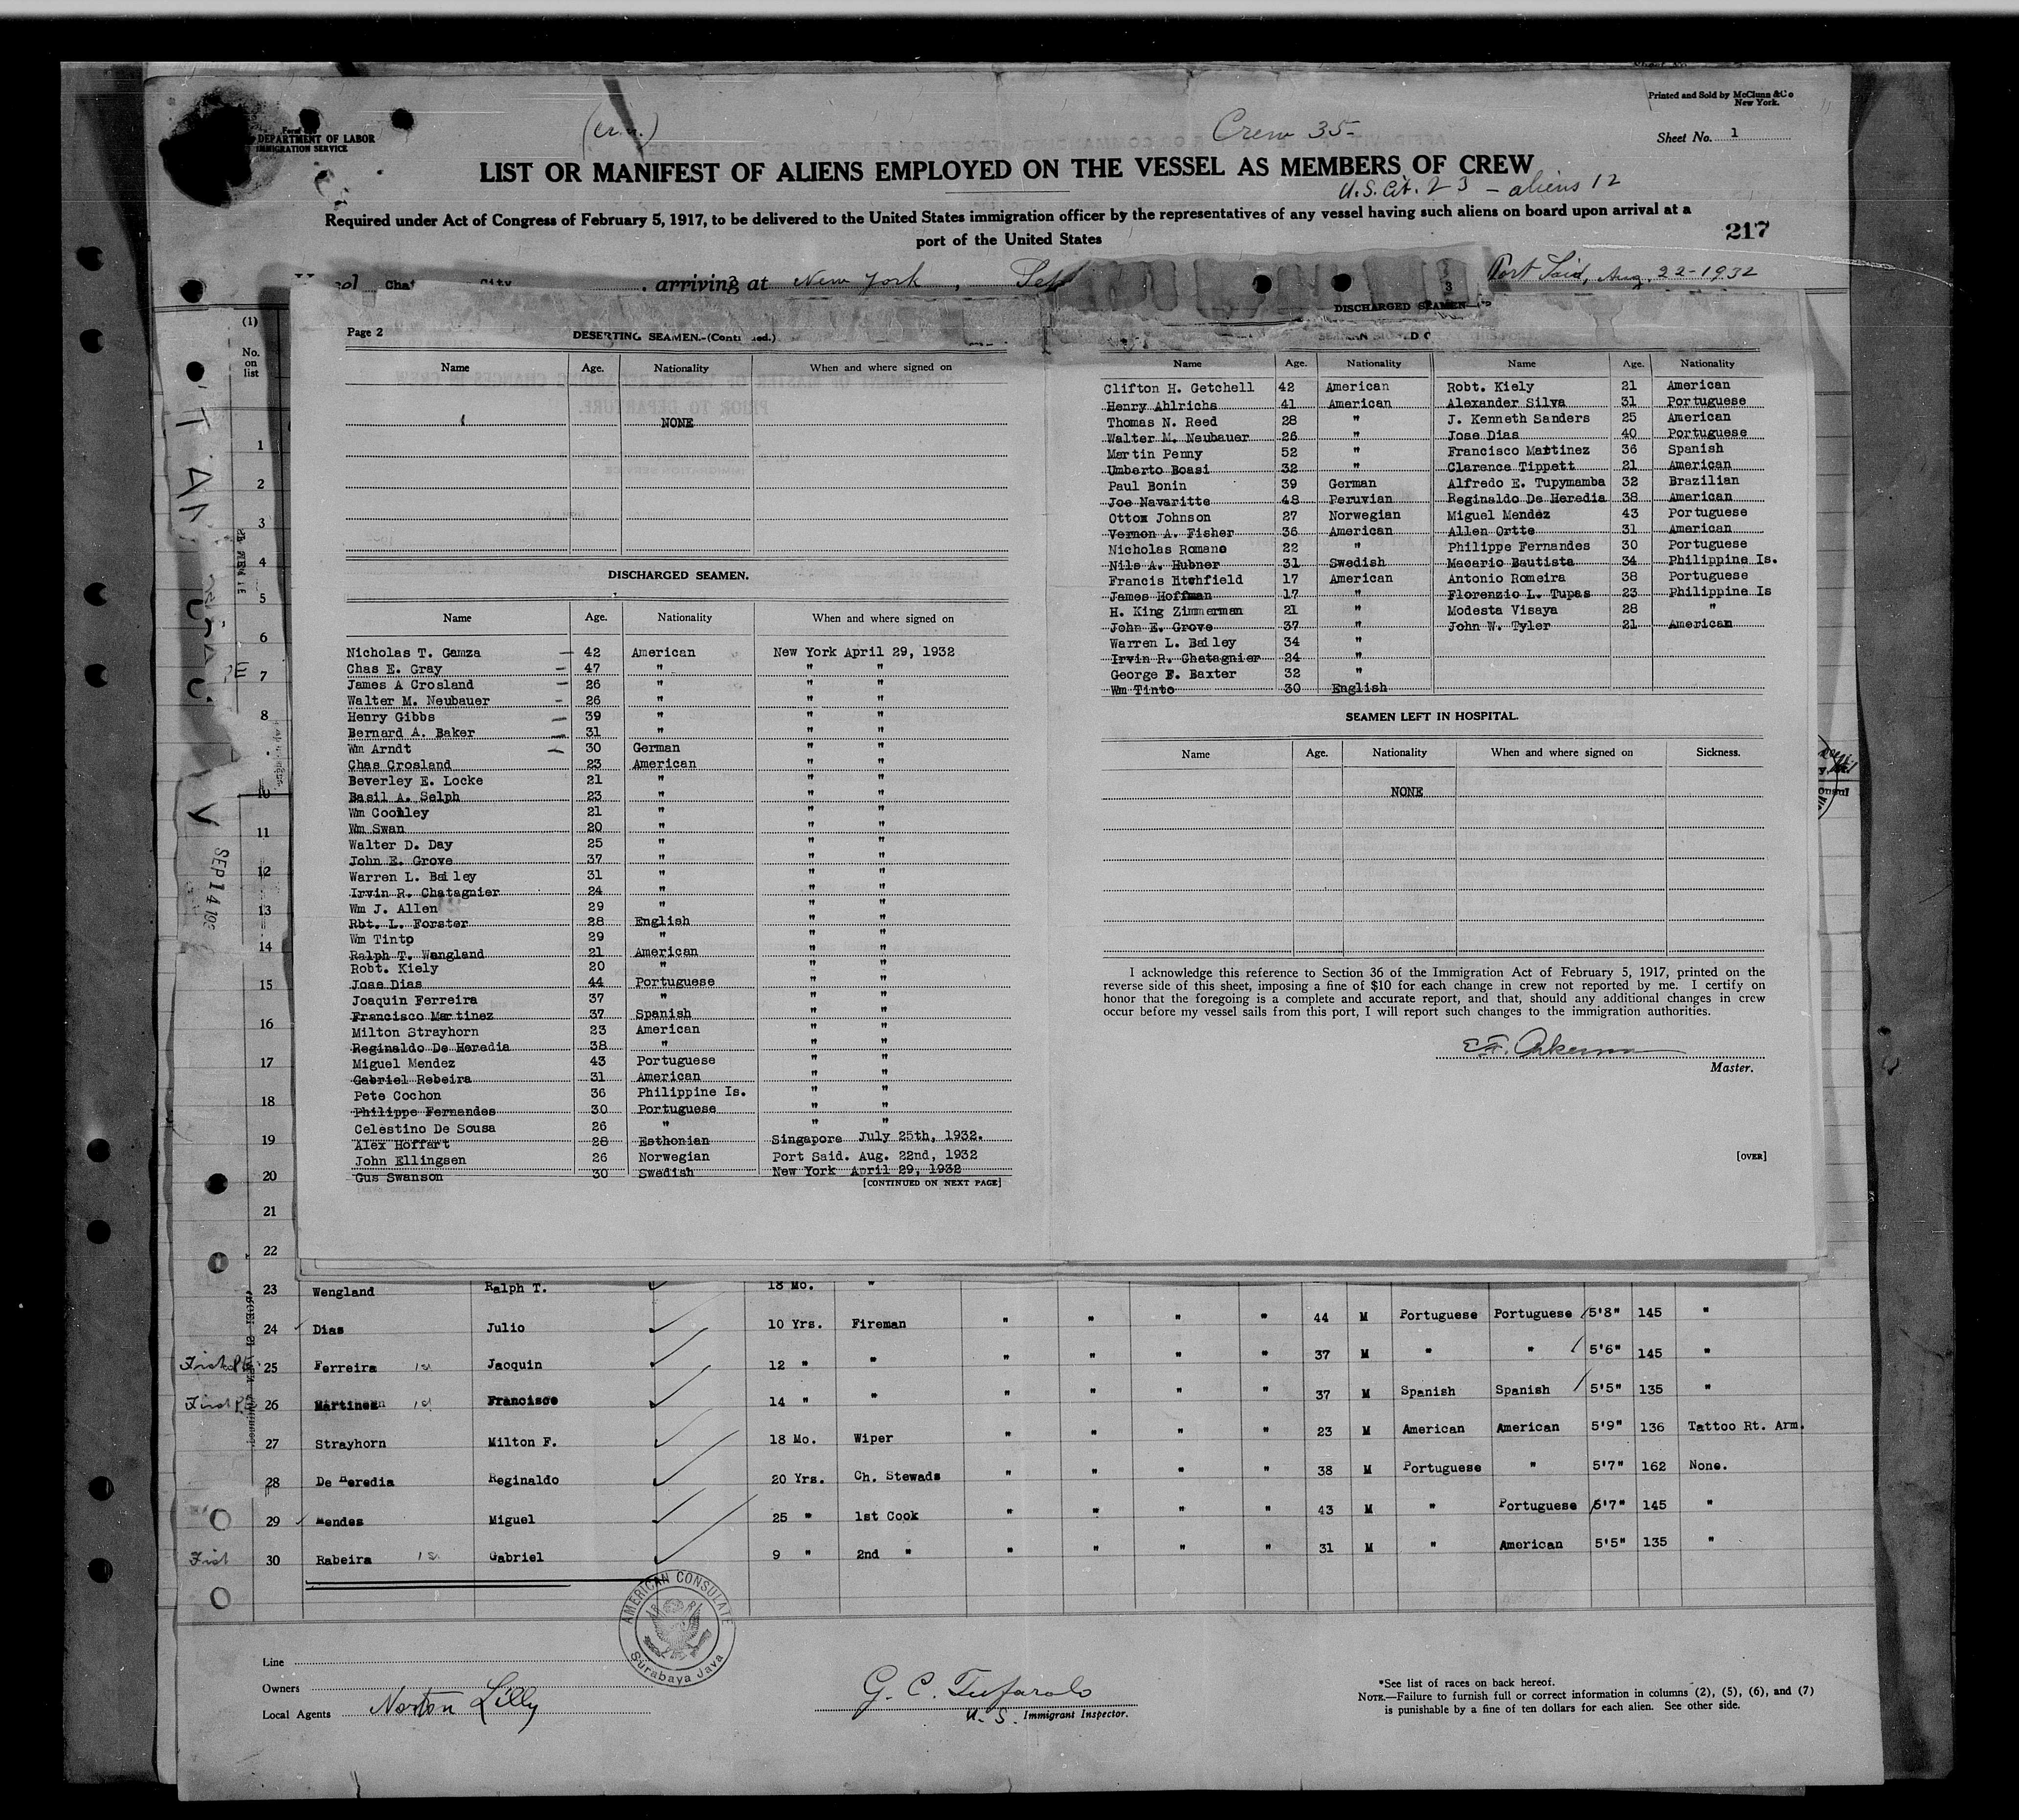 Printed and Sold by McClunn & Co
New York.
DEPARTMENT OF LABOR
IMMIGRATION SERVICE
Crew 35-
Sheet No. 1
LIST OR MANIFEST OF ALIENS EMPLOYED ON THE VESSEL AS MEMBERS OF CREW
U.S. Cit. 23 - aliens 12
Required under Act of Congress of February 5, 1917, to be delivered to the United States immigration officer by the representatives of any vessel having such aliens on board upon arrival at a
port of the United States
217
City, arriving at New York, Port Said, Aug. 22-1932
Page 2
DESERTING SEAMEN.
Name Age. Nationality When and where signed on
NONE
DISCHARGED SEAMEN.
Name Age. Nationality When and where signed on
Nicholas T. Gamza 42 American New York April 29, 1932
Chas E. Gray 47 " " "
James A Crosland 26 " " "
Walter M. Neubauer 26 " " "
Henry Gibbs 39 " " "
Bernard A. Baker 31 " " "
Wm Arndt 30 German " "
Chas Crosland 23 American " "
Beverley E. Locke 21 " " "
Basil A. Selph 23 " " "
Wm 21 " " "
Wm Swan 20 " " "
Walter D. Day 25 " " "
John E. Grove 37 " " "
Warren L. Bailey 31 " " "
Irvin R. Chatagnier 24 " " "
Wm J. Allen 29 " " "
Rbt. L. Forster 28 English " "
Wm Tinto 29 " " "
Ralph T. Wengland 21 American " "
Robt. Kiely 20 " " "
Jose Dias 44 Portuguese " "
Joaquin Ferreira 37 " " "
Francisco Martinez 37 Spanish " "
Milton Strayhorn 23 American " "
Reginaldo De Heredia 38 " " "
Miguel Mendez 43 Portuguese " "
Gabriel Rebeira 31 American " "
Pete Cochon 36 Philippine Is. " "
Philippe Fernandes 30 Portuguese " "
Celestino De Sousa 26 " " "
Alex Hoffart 28 Esthonian Singapore July 25th, 1932.
John Ellingsen 26 Norwegian Port Said. Aug. 22nd, 1932
Gus Swanson 30 Swedish New York April 29, 1932
[CONTINUED ON NEXT PAGE]
3
DISCHARGED SEAMEN
Name Age. Nationality Name Age. Nationality
Clifton H. Getchell 42 American Robt. Kiely 21 American
Henry Ahlrichs 41 American Alexander Silva 31 Portuguese
Thomas N. Reed 28 " J. Kenneth Sanders 25 American
Walter M. Neubauer 26 " Jose Dias 40 Portuguese
Martin Penny 52 " Francisco Martinez 36 Spanish
Umberto Boasi 32 " Clarence Tippett 21 American
Paul Bonin 39 German Alfredo E. Tupymamba 32 Brazilian
Joe Navaritte 48 Peruvian Reginaldo De Heredia 38 American
Otto Johnson 27 Norwegian Miguel Mendez 43 Portuguese
Vernon A. Fisher 36 American Allen Ortte 31 American
Nicholas Romano 22 " Philippe Fernandes 30 Portuguese
Nils A. Hubner 31 Swedish Macario Bautista 34 Philippine Is.
Francis 17 American Antonio Romeira 38 Portuguese
James Hoffman 17 " Florenzio L. Tupas 23 Philippine Is
H. King Zimmerman 21 " Modesta Visaya 28 "
John E. Grove 37 " John W. Tyler 21 American
Warren L. Bailey 34 "
Irvin R. Chatagnier 24 "
George F. Baxter 32 "
Wm Tinto 30 English
SEAMEN LEFT IN HOSPITAL.
Name Age. Nationality When and where signed on Sickness.
NONE
I acknowledge this reference to Section 36 of the Immigration Act of February 5, 1917, printed on the
reverse side of this sheet, imposing a fine of $10 for each change in crew not reported by me. I certify on
honor that the foregoing is a complete and accurate report, and that, should any additional changes in crew
occur before my vessel sails from this port, I will report such changes to the immigration authorities.
Master.
[OVER]
(1)
No.
on
list
1
2
3
4
5
6
7
8
10
11
12
13
14
15
16
17
18
19
20
21
22
SEP 14
23 Wengland Ralph T. 18 Mo. "
24 Dias Julio 10 Yrs. Fireman " " " " 44 M Portuguese Portuguese 5'8" 145 "
25 Ferreira 1st Jaoquin 12 " " " " " " 37 M " " 5'6" 145 "
26 Francisco 14 " " " " " " 37 M Spanish Spanish 5'5" 135 "
27 Strayhorn Milton F. 18 Mo. Wiper " " " " 23 M American American 5'9" 136 Tattoo Rt. Arm.
28 De Heredia Reginaldo 20 Yrs. Ch. Stewads " " " " 38 M Portuguese " 5'7" 162 None.
29 Mendes Miguel 25 " 1st Cook " " " " 43 M " Portuguese 5'7" 145 "
30 Rabeira 1st Gabriel 9 " 2nd " " " " " 31 M " American 5'5" 135 "
AMERICAN CONSULATE
Surabaya Java
Line
Owners
Local Agents Norton Lilly
G. C. Tufarolo
U. S. Immigrant Inspector.
*See list of races on back hereof.
NOTE.—Failure to furnish full or correct information in columns (2), (5), (6), and (7)
is punishable by a fine of ten dollars for each alien. See other side.